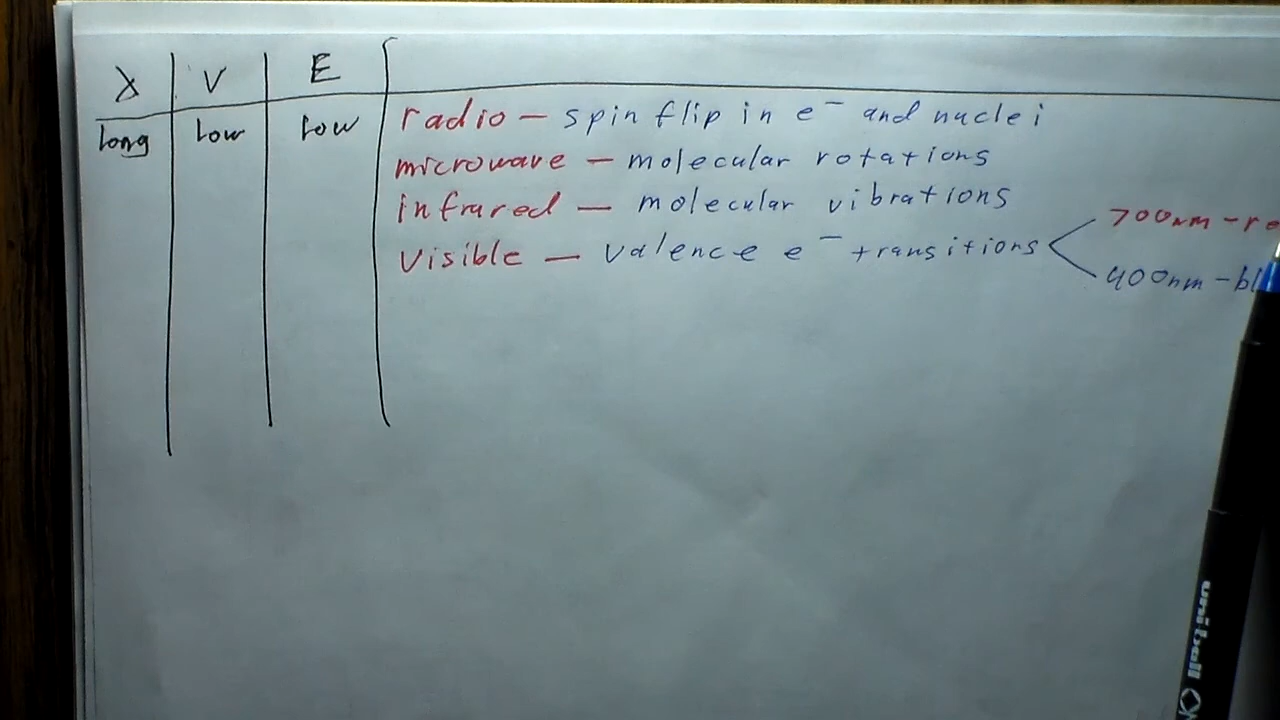 λ ν E
long low low radio — spin flip in e⁻ and nuclei
microwave — molecular rotations
infrared — molecular vibrations
visible — valence e⁻ transitions
700nm –
400nm –
uniball